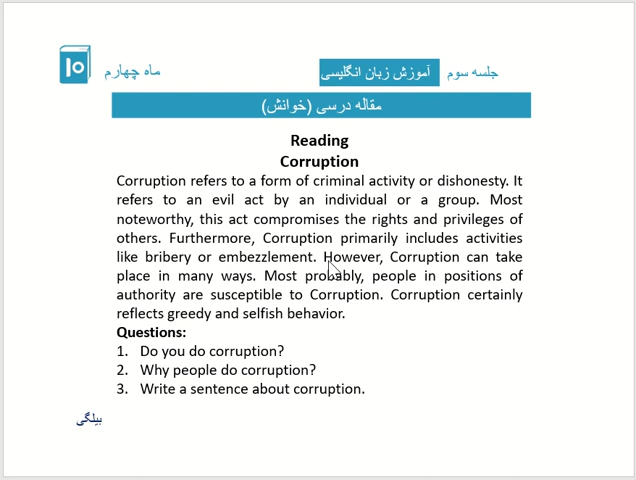 جلسه سوم
آموزش زبان انگلیسی
ماه چهارم
۱۰
مقاله درسی (خوانش)
Reading
Corruption
Corruption refers to a form of criminal activity or dishonesty. It
refers to an evil act by an individual or a group. Most
noteworthy, this act compromises the rights and privileges of
others. Furthermore, Corruption primarily includes activities
like bribery or embezzlement. However, Corruption can take
place in many ways. Most probably, people in positions of
authority are susceptible to Corruption. Corruption certainly
reflects greedy and selfish behavior.
Questions:
1. Do you do corruption?
2. Why people do corruption?
3. Write a sentence about corruption.
بیلگی